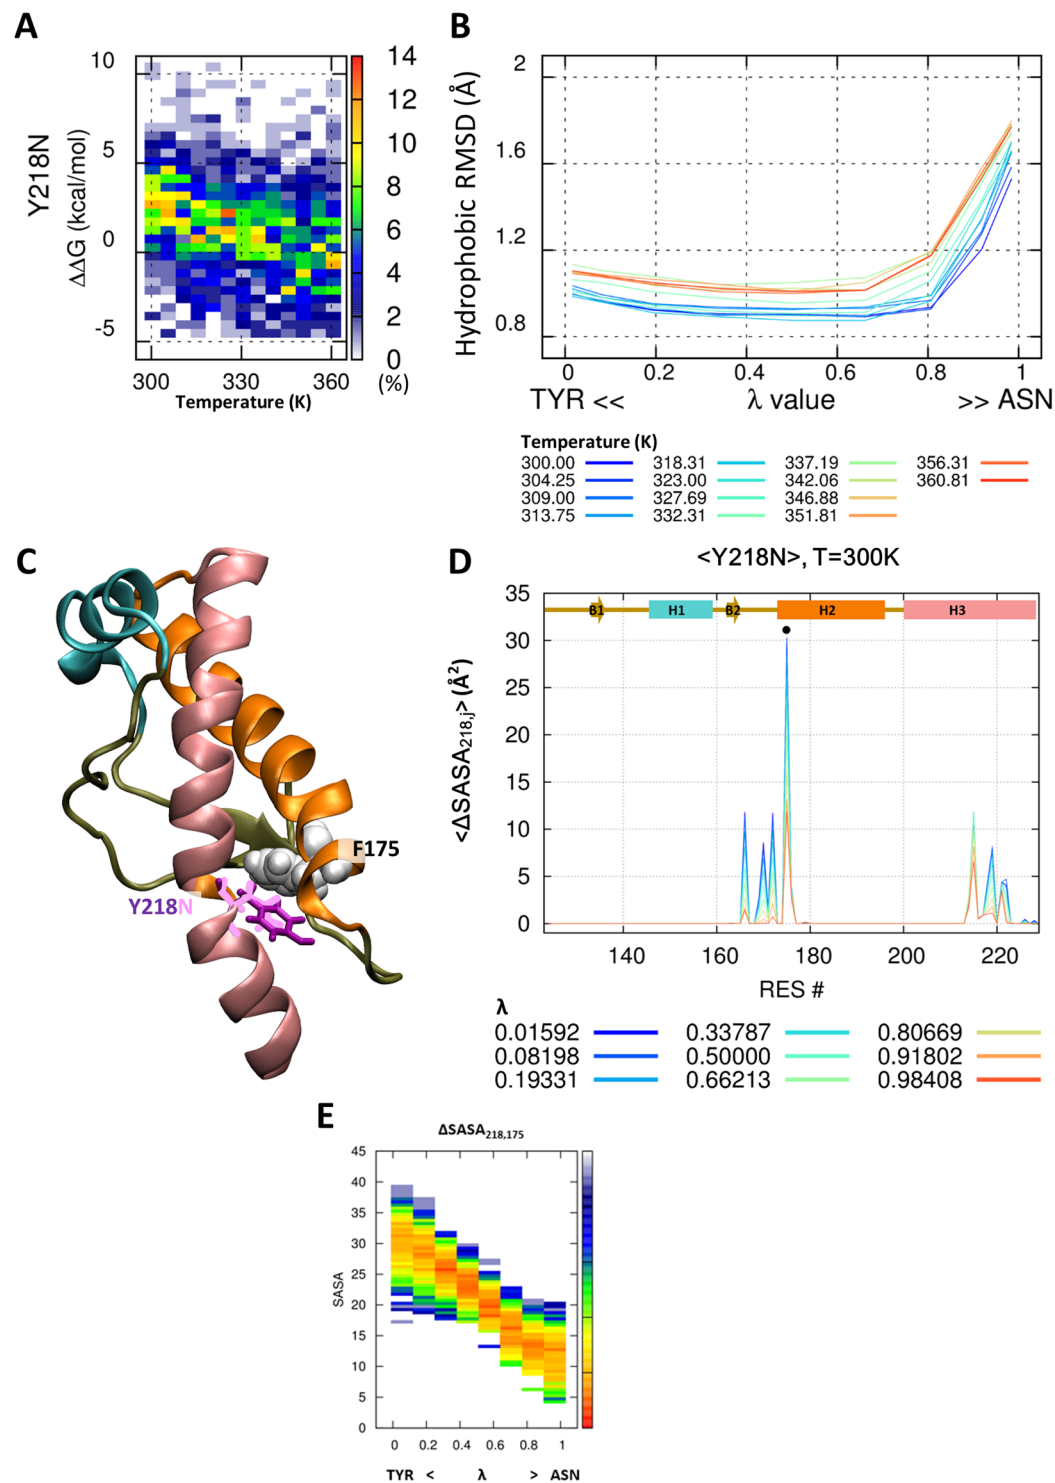 A
Y218N
ΔΔG (kcal/mol)
10
5
0
-5
300
330
360
Temperature (K)
14
12
10
8
6
4
2
0
(%)
B
Hydrophobic RMSD (Å)
2
1.6
1.2
0.8
0
0.2
0.4
0.6
0.8
1
TYR <<
λ value
>> ASN
Temperature (K)
300.00 318.31 337.19 356.31
304.25 323.00 342.06 360.81
309.00 327.69 346.88
313.75 332.31 351.81
C
F175
Y218N
D
<Y218N>, T=300K
<ΔSASA218,j> (Å2)
35
30
25
20
15
10
5
0
B1
H1
B2
H2
H3
140
160
180
200
220
RES #
λ
0.01592 0.33787 0.80669
0.08198 0.50000 0.91802
0.19331 0.66213 0.98408
E
ΔSASA218,175
SASA
45
40
35
30
25
20
15
10
5
0
0
0.2
0.4
0.6
0.8
1
TYR < λ > ASN